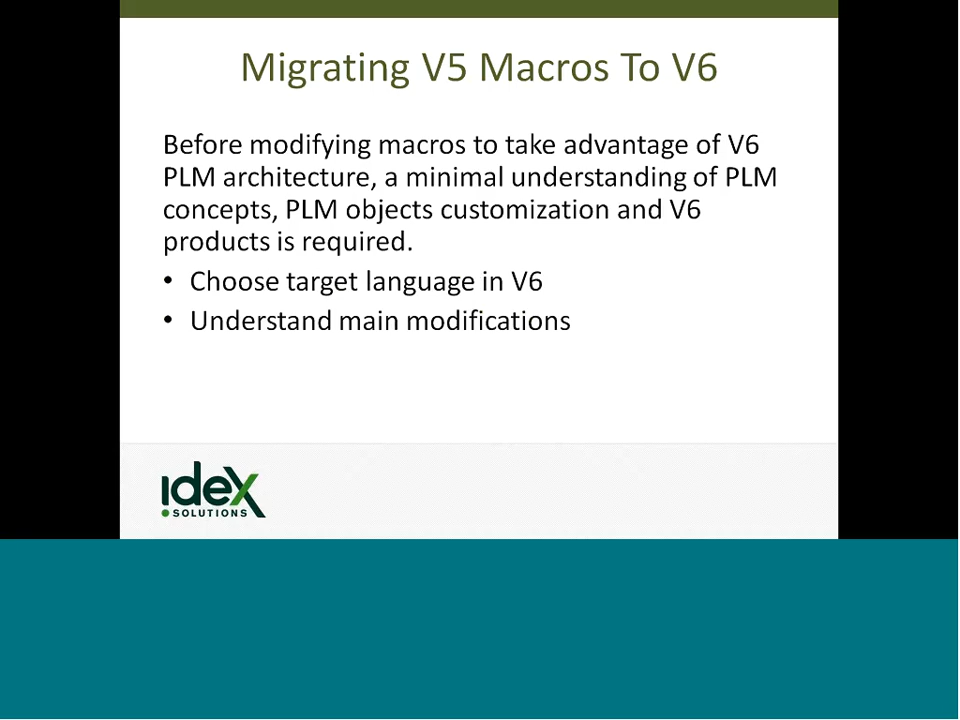 Migrating V5 Macros To V6
Before modifying macros to take advantage of V6
PLM architecture, a minimal understanding of PLM
concepts, PLM objects customization and V6
products is required.
• Choose target language in V6
• Understand main modifications
ideX
SOLUTIONS